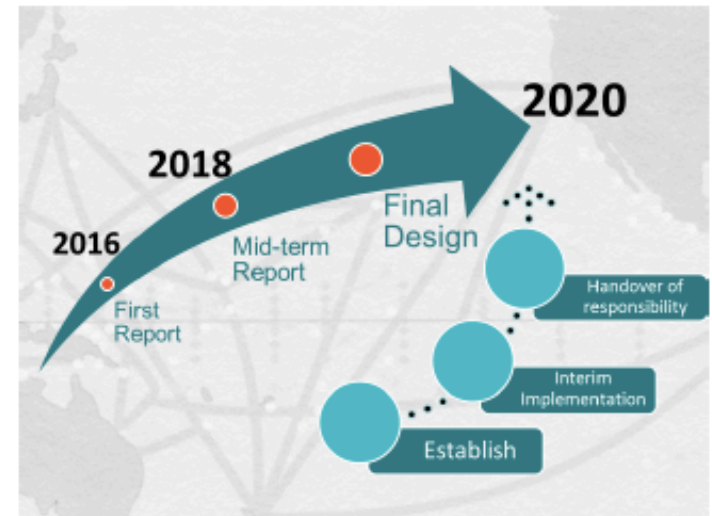 2020
2018
2016
Final
Design
Mid-term
Report
First
Report
Handover of
responsibility
Interim
Implementation
Establish